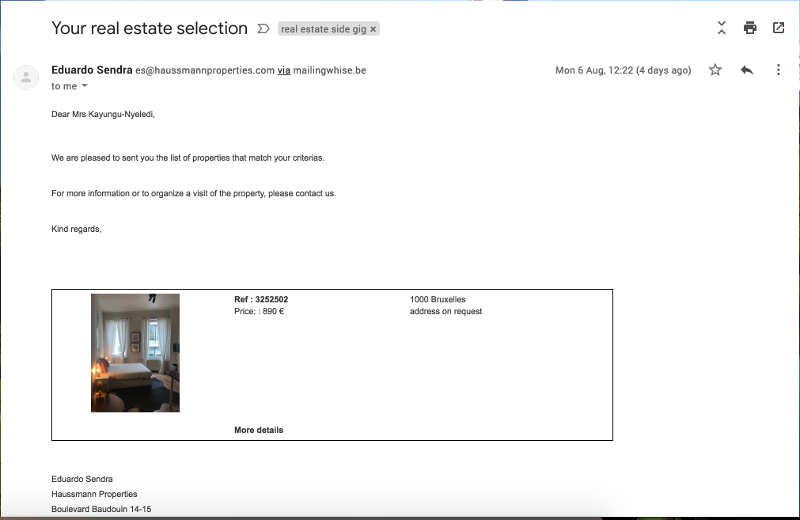 Your real estate selection
real estate side gig ×
Eduardo Sendra es@haussmannproperties.com via mailingwhise.be
Mon 6 Aug, 12:22 (4 days ago)
to me
Dear Mrs Kayungu-Nyeledi,
We are pleased to sent you the list of properties that match your criterias.
For more information or to organize a visit of the property, please contact us.
Kind regards,
Ref : 3252502
1000 Bruxelles
Price: : 890 €
address on request
More details
Eduardo Sendra
Haussmann Properties
Boulevard Baudouin 14-15